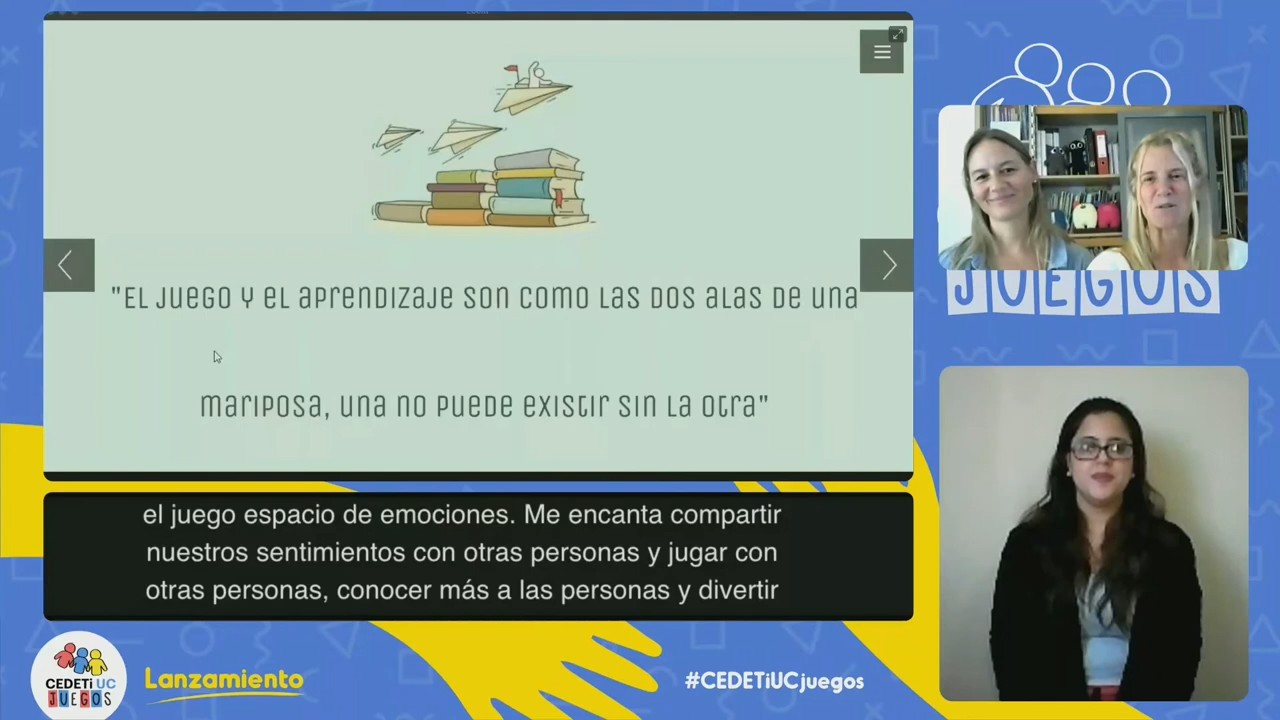 "El juego y el aprendizaje son como las dos alas de una
mariposa, una no puede existir sin la otra"
JUEGOS
el juego espacio de emociones. Me encanta compartir
nuestros sentimientos con otras personas y jugar con
otras personas, conocer más a las personas y divertir
CEDETi UC
JUEGOS
Lanzamiento
#CEDETiUCjuegos